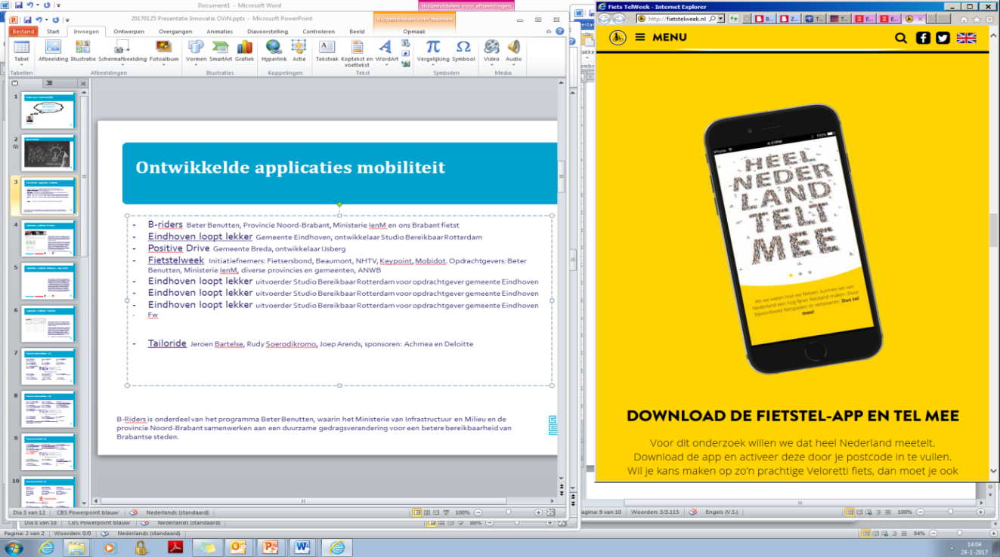 Document1 - Microsoft Word
Hulpmiddelen voor afbeeldingen
20170125 Presentatie Innovatie OViN.pptx - Microsoft PowerPoint
Hulpmiddelen voor tekenen
Bestand Start Invoegen Ontwerpen Overgangen Animaties Diavoorstelling Controleren Beeld Opmaak
Tabel Afbeelding Illustratie Schermafbeelding Fotoalbum Vormen SmartArt Grafiek Hyperlink Actie Tekstvak Koptekst en voettekst WordArt Vergelijking Symbool Video Audio
Tabellen Afbeeldingen Illustraties Koppelingen Tekst Symbolen Media
1
2
3
4
5
6
7
8
9
10
Ontwikkelde applicaties mobiliteit
- B-riders Beter Benutten, Provincie Noord-Brabant, Ministerie IenM en ons Brabant fietst
- Eindhoven loopt lekker Gemeente Eindhoven, ontwikkelaar Studio Bereikbaar Rotterdam
- Positive Drive Gemeente Breda, ontwikkelaar IJsberg
- Fietstelweek Initiatiefnemers: Fietsersbond, Beaumont, NHTV, Keypoint, Mobidot. Opdrachtgevers: Beter
Benutten, Ministerie IenM, diverse provincies en gemeenten, ANWB
- Eindhoven loopt lekker uitvoerder Studio Bereikbaar Rotterdam voor opdrachtgever gemeente Eindhoven
- Eindhoven loopt lekker uitvoerder Studio Bereikbaar Rotterdam voor opdrachtgever gemeente Eindhoven
- Eindhoven loopt lekker uitvoerder Studio Bereikbaar Rotterdam voor opdrachtgever gemeente Eindhoven
- Fw
- Tailoride Jeroen Bartelse, Rudy Soerodikromo, Joep Arends, sponsoren: Achmea en Deloitte
B-Riders is onderdeel van het programma Beter Benutten, waarin het Ministerie van Infrastructuur en Milieu en de
provincie Noord-Brabant samenwerken aan een duurzame gedragsverandering voor een betere bereikbaarheid van
Brabantse steden.
Dia 3 van 12 'CBS Powerpoint blauw' Nederlands (standaard) 100%
Dia 8 van 18 'CBS Powerpoint blauw' Nederlands (standaard) 88%
Pagina: 2 van 2 Woorden: 0/0 Nederlands (standaard) 84%
Fiets TelWeek - Internet Explorer
http://fietstelweek.nl
MENU
iPhone 4:21PM 100%
HEEL
NEDER
LAND
TELT
MEE
Als we weten hoe we fietsen, kunnen we van
Nederland een nog fijner fietsland maken. Door
bijvoorbeeld fietspaden te verbeteren. Dus tel
mee!
DOWNLOAD DE FIETSTEL-APP EN TEL MEE
Voor dit onderzoek willen we dat heel Nederland meetelt.
Download de app en activeer deze door je postcode in te vullen.
Wil je kans maken op zo'n prachtige Veloretti fiets, dan moet je ook
agina: 9 van 10 Woorden: 3/3.115 Engels (V.S.) 100%
14:04
24-1-2017